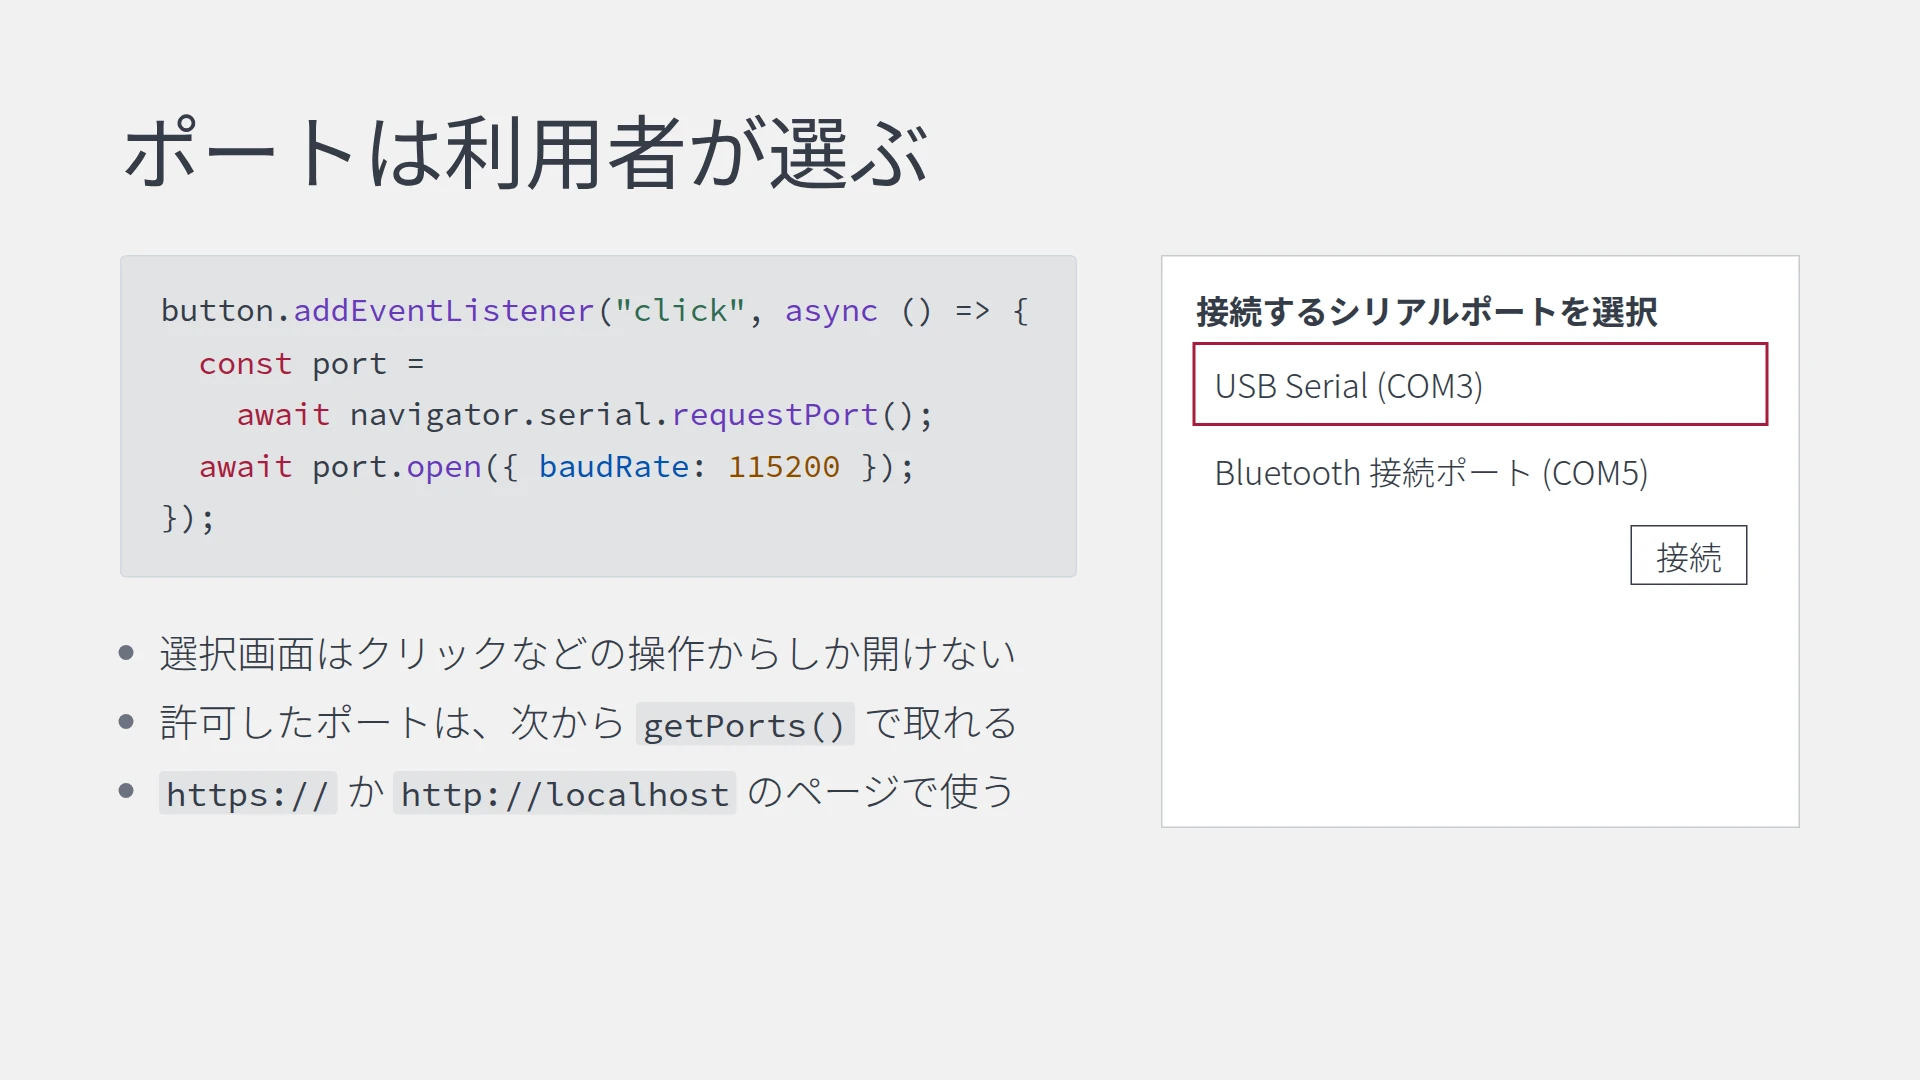 ポートは利用者が選ぶ
button.addEventListener("click", async () => {
  const port =
    await navigator.serial.requestPort();
  await port.open({ baudRate: 115200 });
});
選択画面はクリックなどの操作からしか開けない
許可したポートは、次から getPorts() で取れる
https:// か http://localhost のページで使う
接続するシリアルポートを選択
USB Serial (COM3)
Bluetooth 接続ポート (COM5)
接続